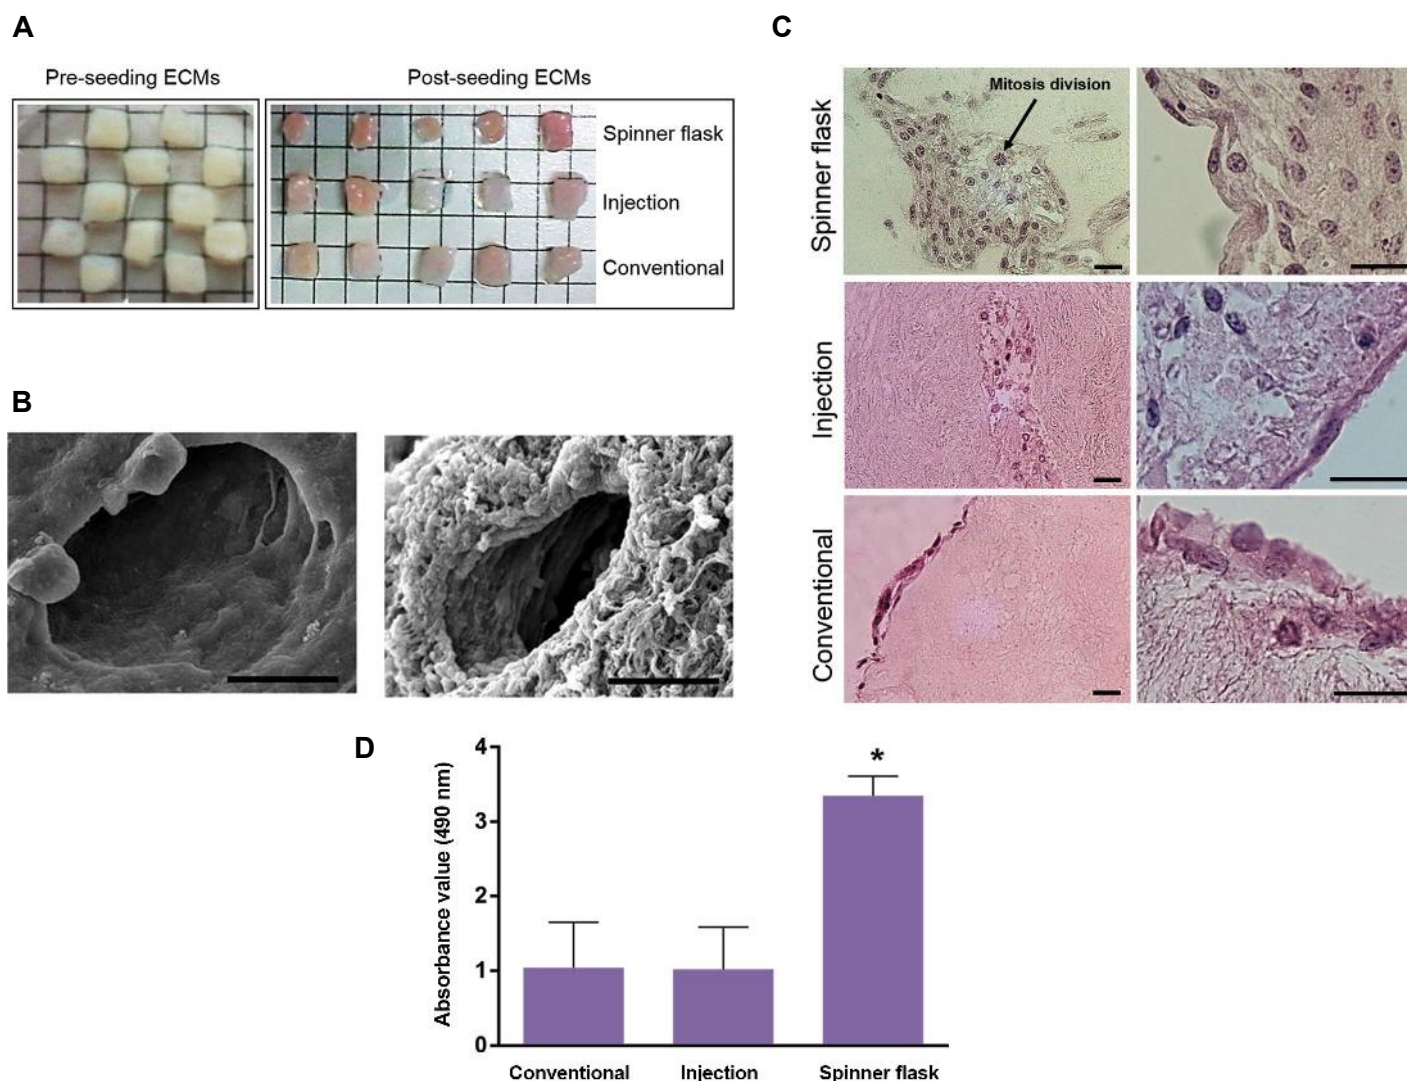 A
Pre-seeding ECMs
Post-seeding ECMs
Spinner flask
Injection
Conventional
B
C
Spinner flask
Mitosis division
Injection
Conventional
D
Absorbance value (490 nm)
4
*
3
2
1
0
Conventional
Injection
Spinner flask